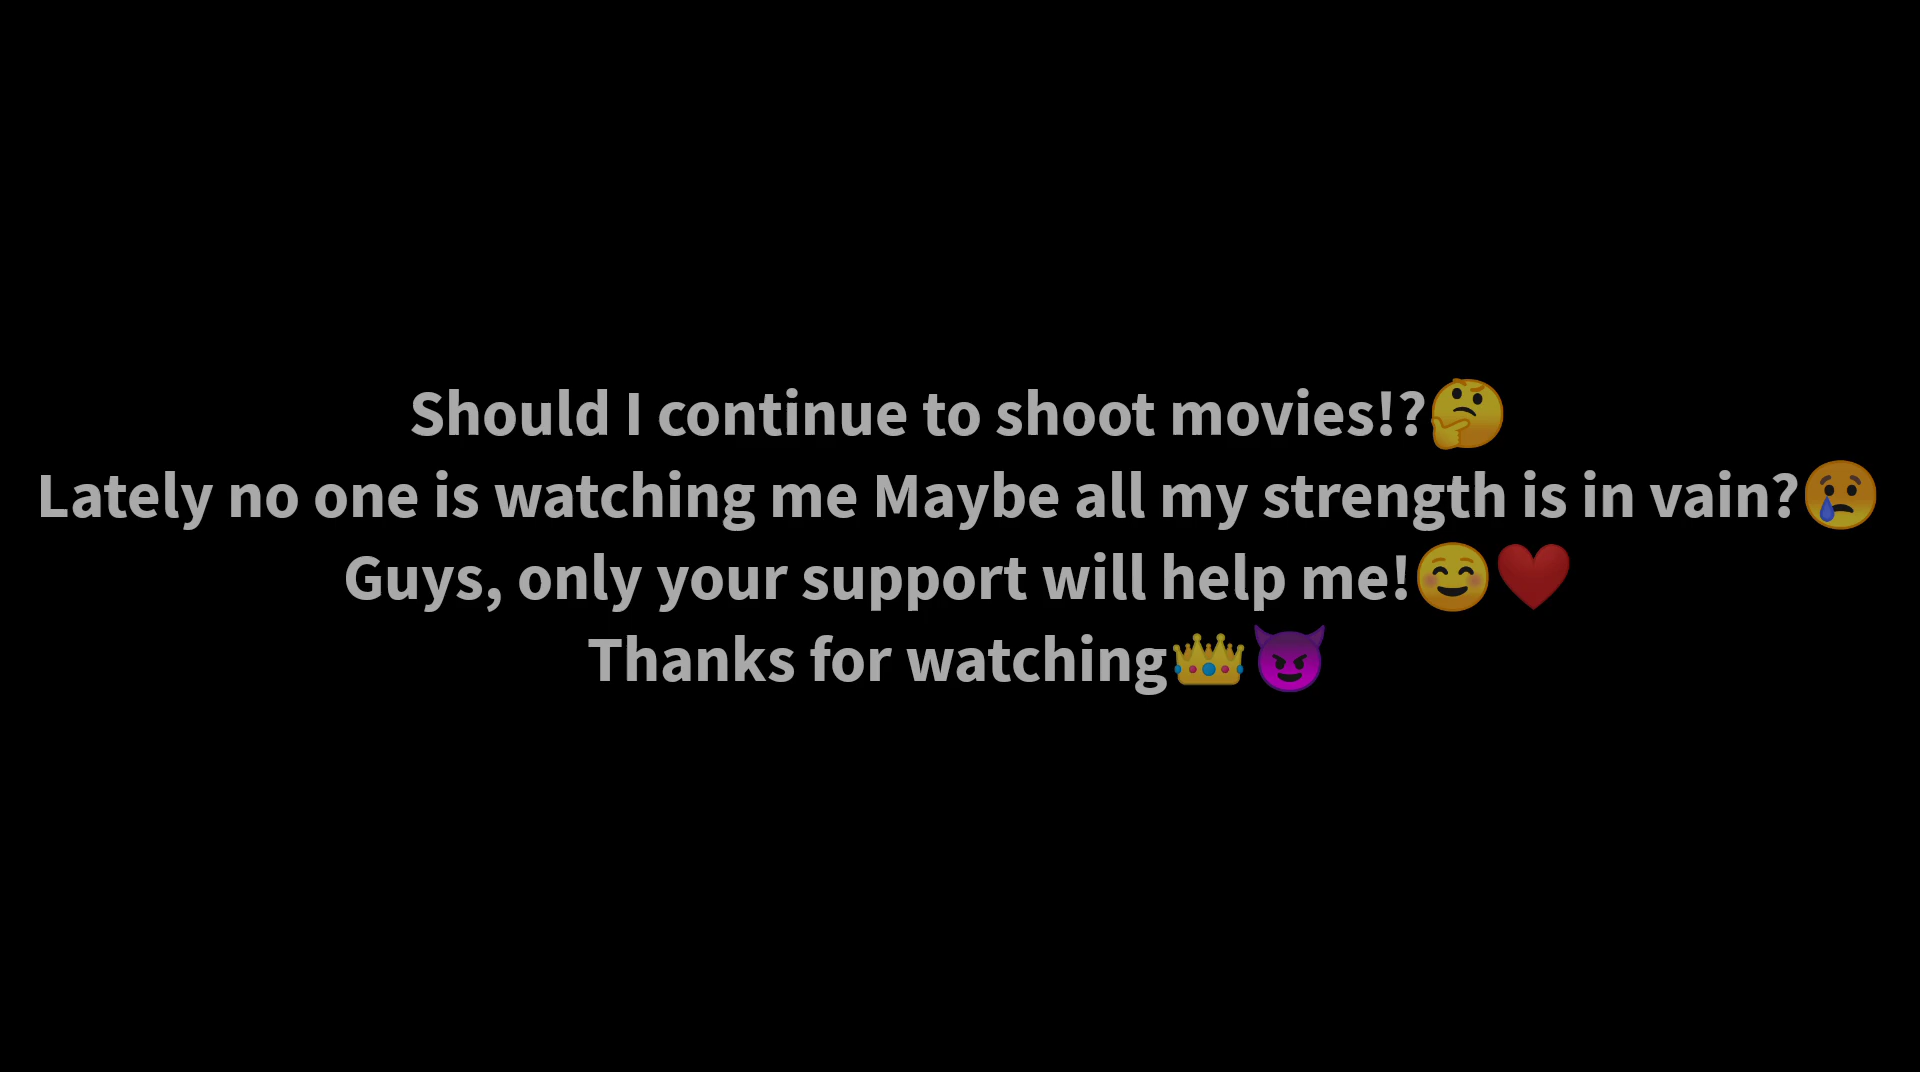 Should I continue to shoot movies!?🤔
Lately no one is watching me Maybe all my strength is in vain?😢
Guys, only your support will help me!☺️❤️
Thanks for watching👑😈